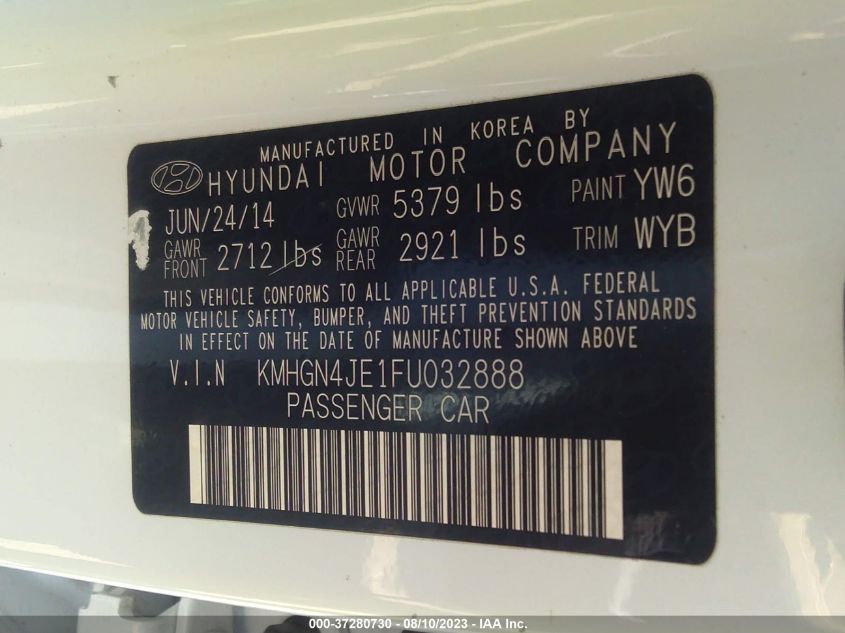 MANUFACTURED IN KOREA BY
HYUNDAI MOTOR COMPANY
JUN/24/14 GVWR 5379 lbs PAINT YW6
GAWR FRONT 2712 lbs GAWR REAR 2921 lbs TRIM WYB
THIS VEHICLE CONFORMS TO ALL APPLICABLE U.S.A. FEDERAL
MOTOR VEHICLE SAFETY, BUMPER, AND THEFT PREVENTION STANDARDS
IN EFFECT ON THE DATE OF MANUFACTURE SHOWN ABOVE
V.I.N KMHGN4JE1FU032888
PASSENGER CAR
000-37280730 - 08/10/2023 - IAA Inc.